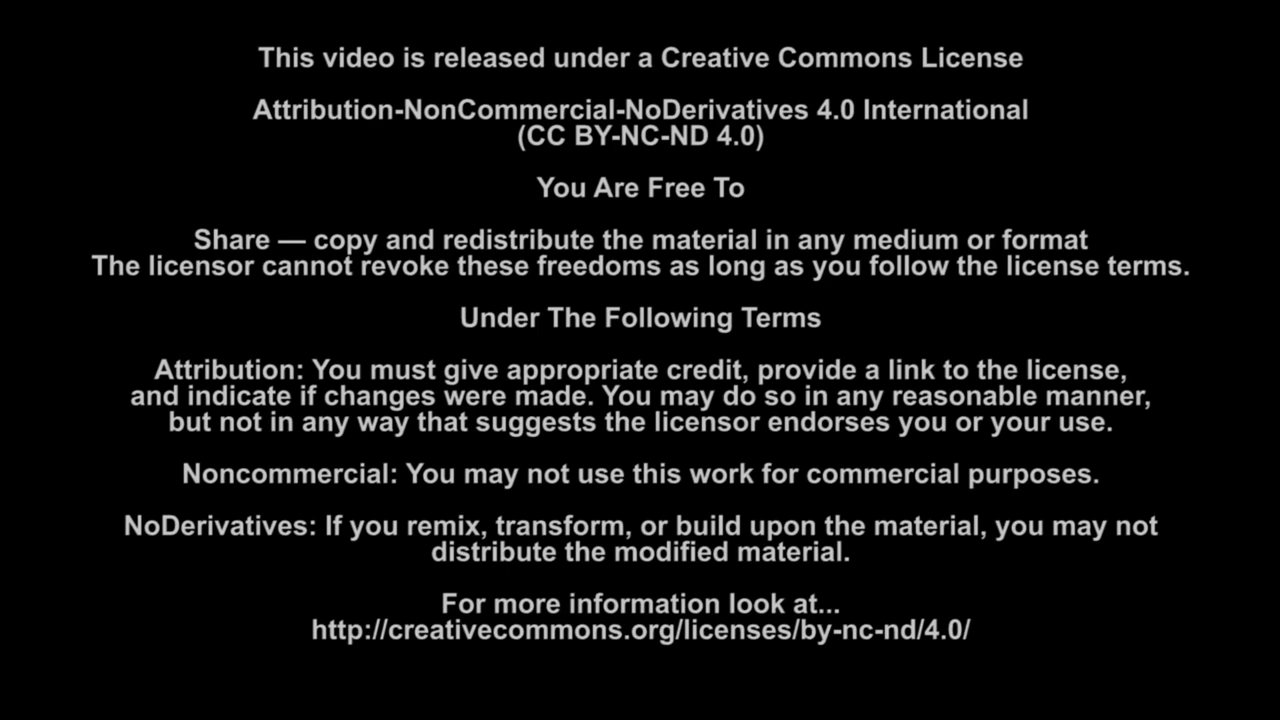 This video is released under a Creative Commons License
Attribution-NonCommercial-NoDerivatives 4.0 International
(CC BY-NC-ND 4.0)
You Are Free To
Share — copy and redistribute the material in any medium or format
The licensor cannot revoke these freedoms as long as you follow the license terms.
Under The Following Terms
Attribution: You must give appropriate credit, provide a link to the license,
and indicate if changes were made. You may do so in any reasonable manner,
but not in any way that suggests the licensor endorses you or your use.
Noncommercial: You may not use this work for commercial purposes.
NoDerivatives: If you remix, transform, or build upon the material, you may not
distribute the modified material.
For more information look at...
http://creativecommons.org/licenses/by-nc-nd/4.0/